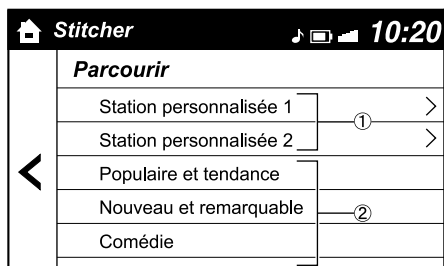 Stitcher 10:20
Parcourir
Station personnalisée 1
①
Station personnalisée 2
Populaire et tendance
Nouveau et remarquable
②
Comédie